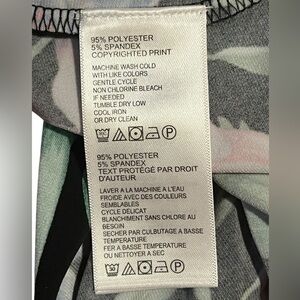 95% POLYESTER
5% SPANDEX
COPYRIGHTED PRINT
MACHINE WASH COLD
WITH LIKE COLORS
GENTLE CYCLE
NON CHLORINE BLEACH
IF NEEDED
TUMBLE DRY LOW
COOL IRON
OR DRY CLEAN
95% POLYESTER
5% SPANDEX
TEXT PROTÉGÉ PAR DROIT
D'AUTEUR
LAVER A LA MACHINE A L'EAU
FROIDE AVEC DES COULEURS
SEMBLABLES
CYCLE DELICAT
BLANCHIMENT SANS CHLORE AU
BESOIN
SECHER PAR CULBUTAGE A BASSE
TEMPERATURE
FER A BASSE TEMPERATURE
OU NETTOYER A SEC